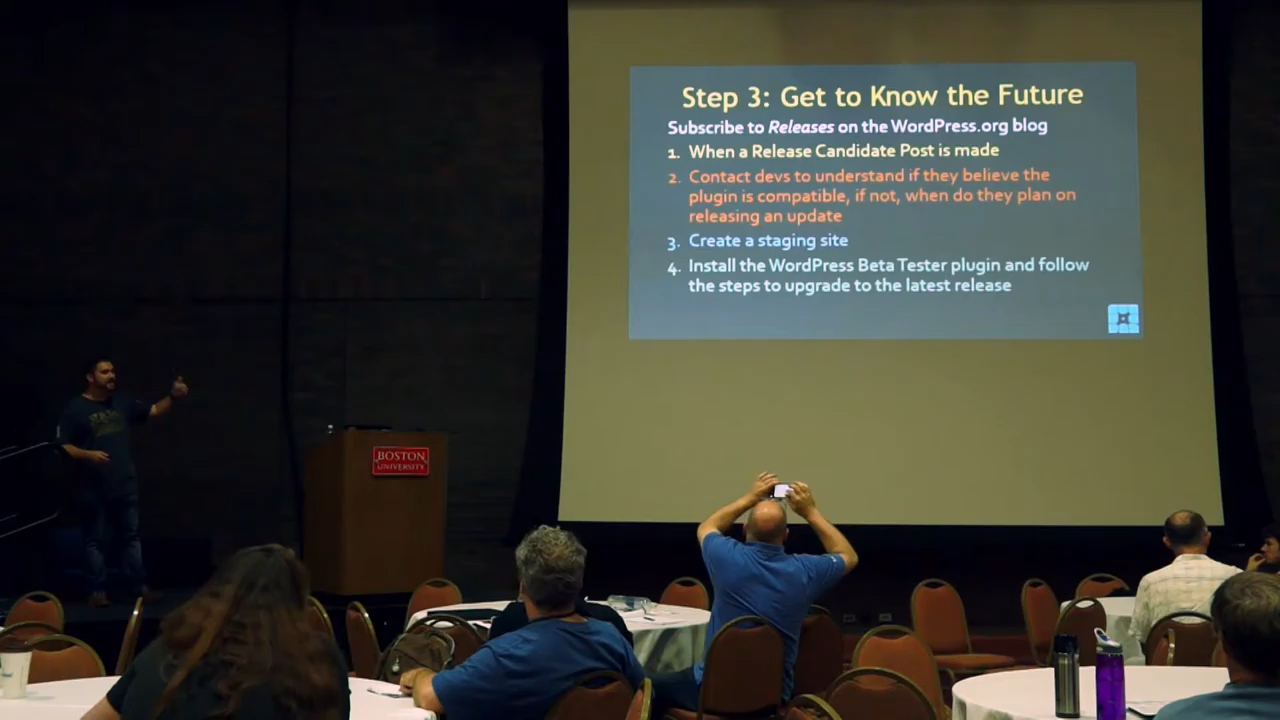 Step 3: Get to Know the Future
Subscribe to Releases on the WordPress.org blog
1. When a Release Candidate Post is made
2. Contact devs to understand if they believe the
plugin is compatible, if not, when do they plan on
releasing an update
3. Create a staging site
4. Install the WordPress Beta Tester plugin and follow
the steps to upgrade to the latest release
BOSTON
UNIVERSITY